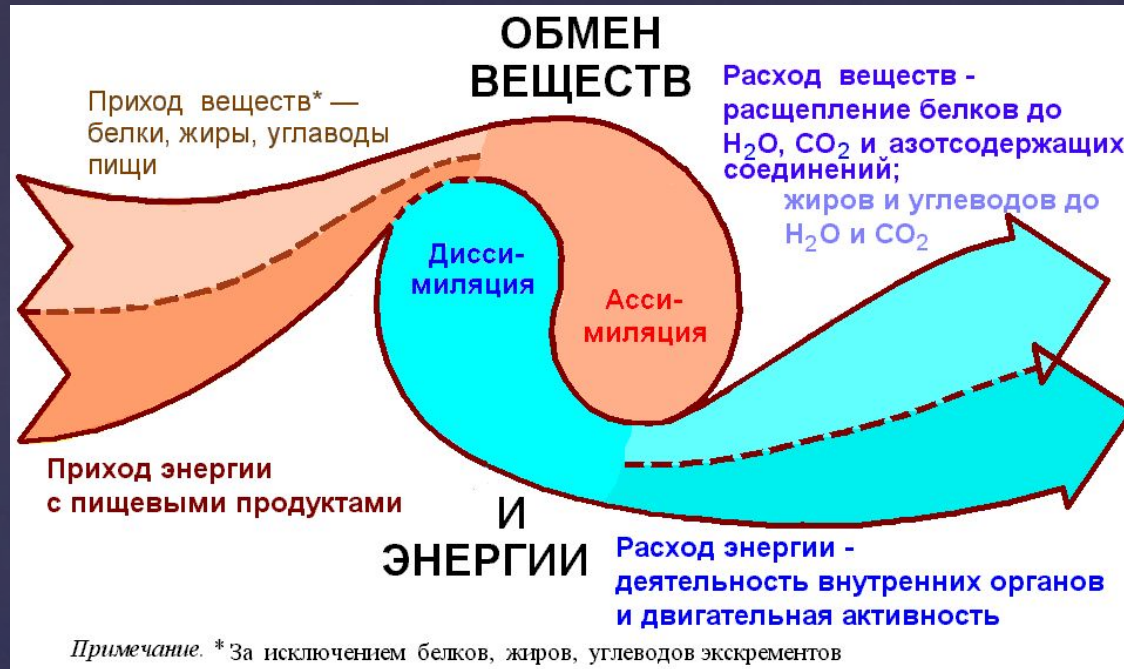 ОБМЕН
ВЕЩЕСТВ
Приход веществ* —
белки, жиры, углаводы
пищи
Расход веществ -
расщепление белков до
H₂O, CO₂ и азотсодержащих
соединений;
жиров и углеводов до
H₂O и CO₂
Дисси-
миляция
Асси-
миляция
Приход энергии
с пищевыми продуктами
И
ЭНЕРГИИ
Расход энергии -
деятельность внутренних органов
и двигательная активность
Примечание. * За исключением белков, жиров, углеводов экскрементов